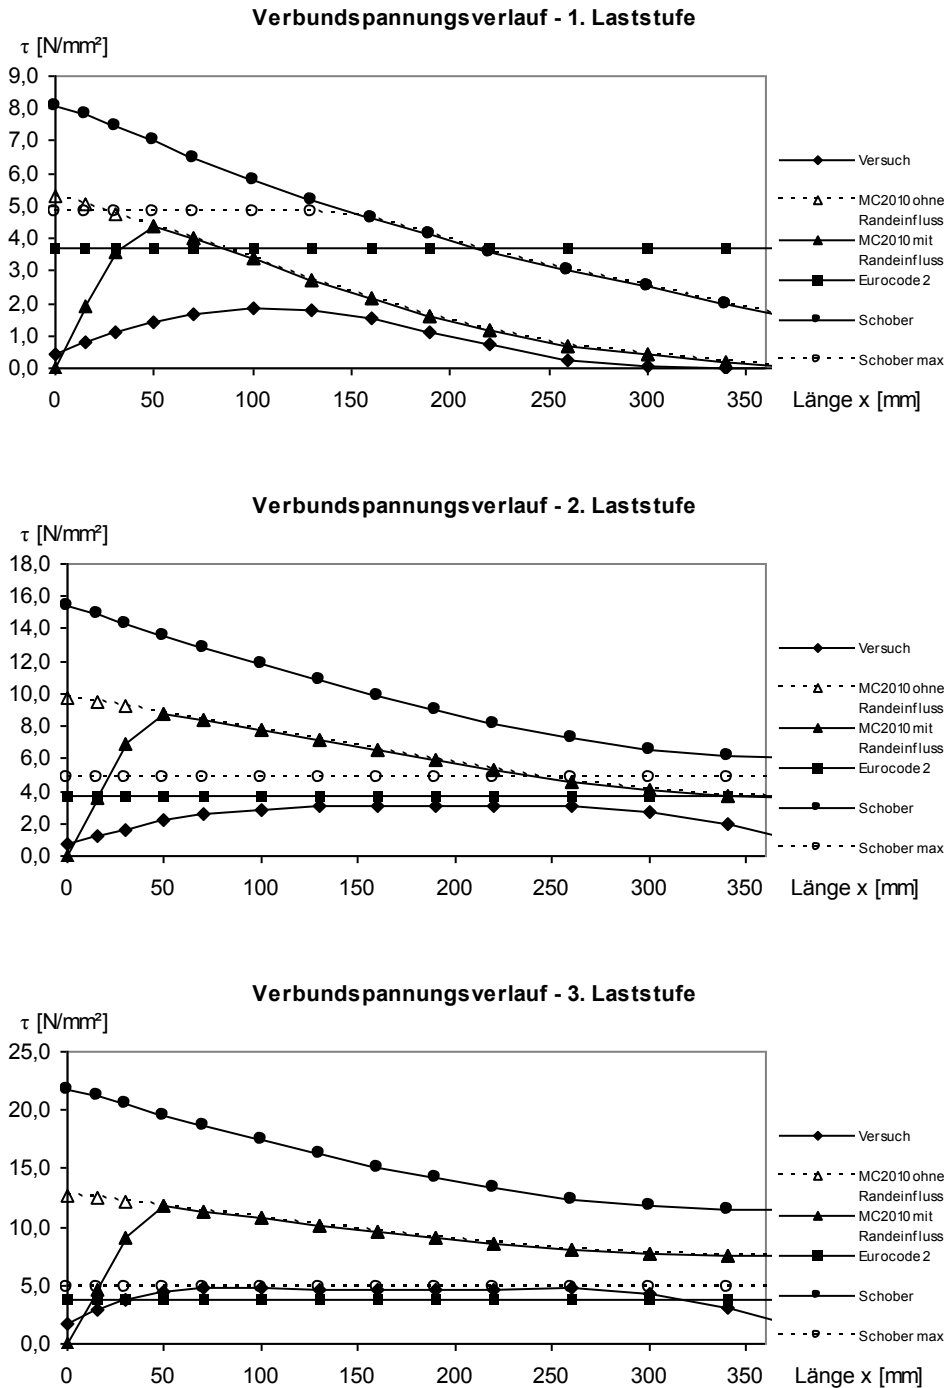 Verbundspannungsverlauf - 1. Laststufe
τ [N/mm²]
9,0
8,0
7,0
6,0
5,0
4,0
3,0
2,0
1,0
0,0
0 50 100 150 200 250 300 350 Länge x [mm]
Versuch
MC2010 ohne
Randeinfluss
MC2010 mit
Randeinfluss
Eurocode 2
Schober
Schober max
Verbundspannungsverlauf - 2. Laststufe
τ [N/mm²]
18,0
16,0
14,0
12,0
10,0
8,0
6,0
4,0
2,0
0,0
0 50 100 150 200 250 300 350 Länge x [mm]
Versuch
MC2010 ohne
Randeinfluss
MC2010 mit
Randeinfluss
Eurocode 2
Schober
Schober max
Verbundspannungsverlauf - 3. Laststufe
τ [N/mm²]
25,0
20,0
15,0
10,0
5,0
0,0
0 50 100 150 200 250 300 350 Länge x [mm]
Versuch
MC2010 ohne
Randeinfluss
MC2010 mit
Randeinfluss
Eurocode 2
Schober
Schober max